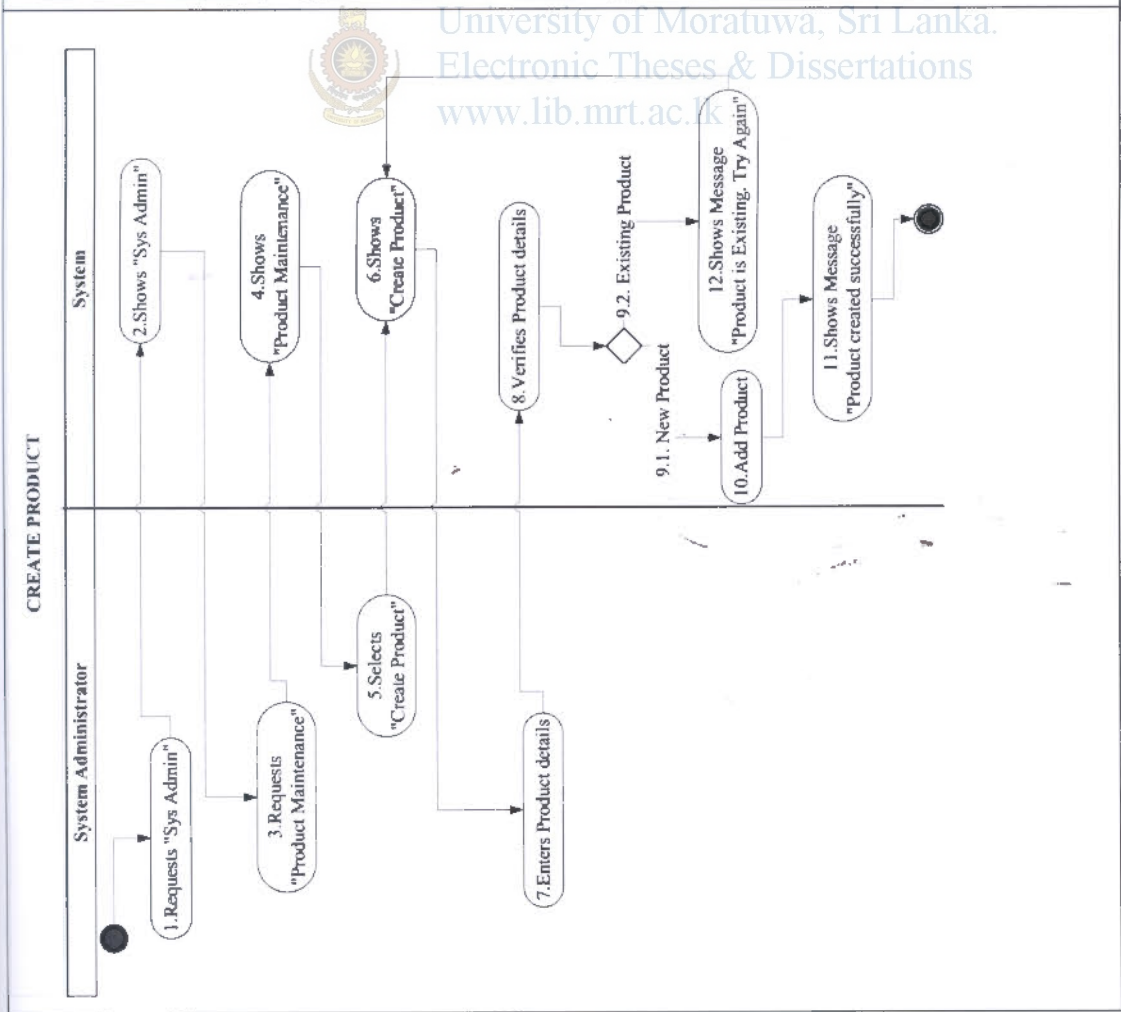 University of Moratuwa, Sri Lanka.
Electronic Theses & Dissertations
www.lib.mrt.ac.lk
CREATE PRODUCT
System Administrator
System
1.Requests "Sys Admin"
2.Shows "Sys Admin"
3.Requests
"Product Maintenance"
4.Shows
"Product Maintenance"
5.Selects
"Create Product"
6.Shows
"Create Product"
7.Enters Product details
8.Verifies Product details
9.1. New Product
9.2. Existing Product
10.Add Product
12.Shows Message
"Product is Existing. Try Again"
11.Shows Message
"Product created successfully"